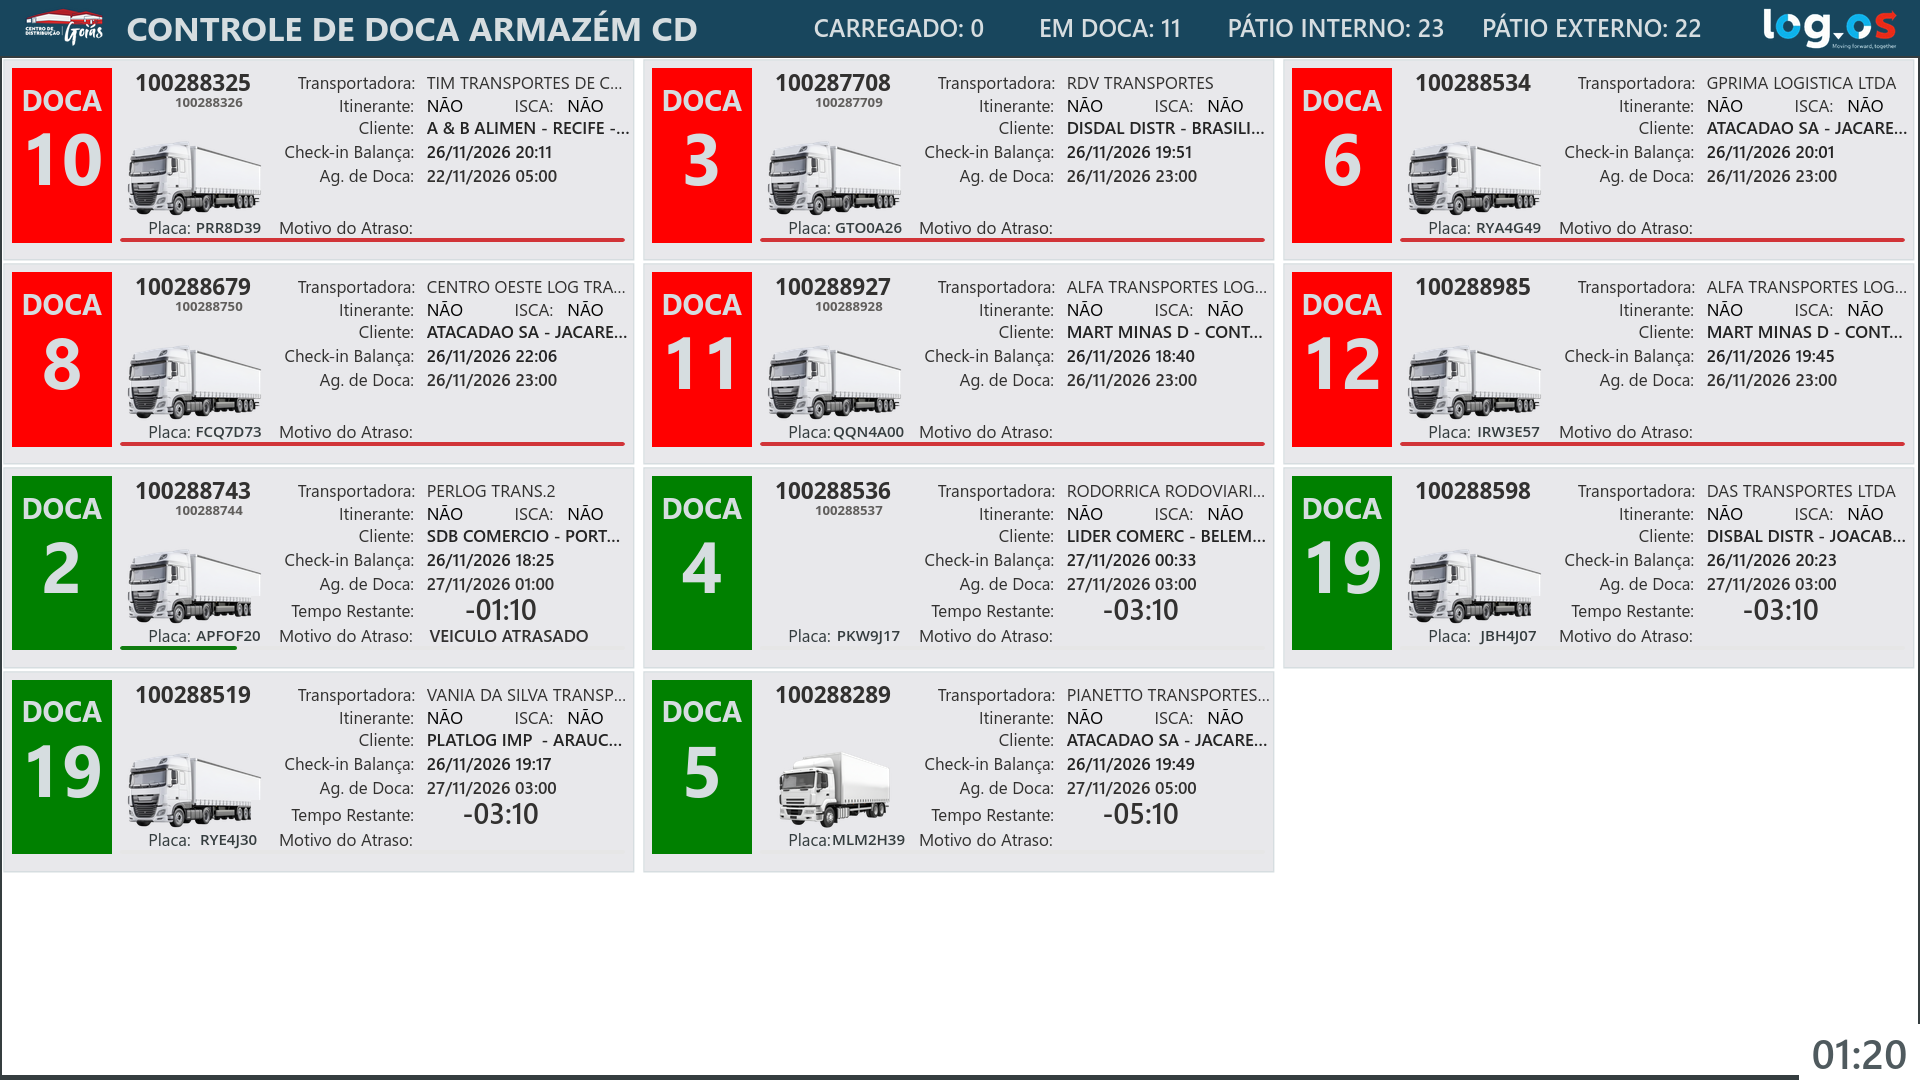 CENTRO DE DISTRIBUIÇÃO Goiás
CONTROLE DE DOCA ARMAZÉM CD
CARREGADO: 0
EM DOCA: 11
PÁTIO INTERNO: 23
PÁTIO EXTERNO: 22
log.os
Moving forward, together
DOCA
10
100288325
100288326
Transportadora: TIM TRANSPORTES DE C...
Itinerante: NÃO ISCA: NÃO
Cliente: A & B ALIMEN - RECIFE -...
Check-in Balança: 26/11/2026 20:11
Ag. de Doca: 22/11/2026 05:00
Placa: PRR8D39 Motivo do Atraso:
DOCA
3
100287708
100287709
Transportadora: RDV TRANSPORTES
Itinerante: NÃO ISCA: NÃO
Cliente: DISDAL DISTR - BRASILI...
Check-in Balança: 26/11/2026 19:51
Ag. de Doca: 26/11/2026 23:00
Placa: GTO0A26 Motivo do Atraso:
DOCA
6
100288534
Transportadora: GPRIMA LOGISTICA LTDA
Itinerante: NÃO ISCA: NÃO
Cliente: ATACADAO SA - JACARE...
Check-in Balança: 26/11/2026 20:01
Ag. de Doca: 26/11/2026 23:00
Placa: RYA4G49 Motivo do Atraso:
DOCA
8
100288679
100288750
Transportadora: CENTRO OESTE LOG TRA...
Itinerante: NÃO ISCA: NÃO
Cliente: ATACADAO SA - JACARE...
Check-in Balança: 26/11/2026 22:06
Ag. de Doca: 26/11/2026 23:00
Placa: FCQ7D73 Motivo do Atraso:
DOCA
11
100288927
100288928
Transportadora: ALFA TRANSPORTES LOG...
Itinerante: NÃO ISCA: NÃO
Cliente: MART MINAS D - CONT...
Check-in Balança: 26/11/2026 18:40
Ag. de Doca: 26/11/2026 23:00
Placa: QQN4A00 Motivo do Atraso:
DOCA
12
100288985
Transportadora: ALFA TRANSPORTES LOG...
Itinerante: NÃO ISCA: NÃO
Cliente: MART MINAS D - CONT...
Check-in Balança: 26/11/2026 19:45
Ag. de Doca: 26/11/2026 23:00
Placa: IRW3E57 Motivo do Atraso:
DOCA
2
100288743
100288744
Transportadora: PERLOG TRANS.2
Itinerante: NÃO ISCA: NÃO
Cliente: SDB COMERCIO - PORT...
Check-in Balança: 26/11/2026 18:25
Ag. de Doca: 27/11/2026 01:00
Tempo Restante: -01:10
Placa: APFOF20 Motivo do Atraso: VEICULO ATRASADO
DOCA
4
100288536
100288537
Transportadora: RODORRICA RODOVIARI...
Itinerante: NÃO ISCA: NÃO
Cliente: LIDER COMERC - BELEM...
Check-in Balança: 27/11/2026 00:33
Ag. de Doca: 27/11/2026 03:00
Tempo Restante: -03:10
Placa: PKW9J17 Motivo do Atraso:
DOCA
19
100288598
Transportadora: DAS TRANSPORTES LTDA
Itinerante: NÃO ISCA: NÃO
Cliente: DISBAL DISTR - JOACAB...
Check-in Balança: 26/11/2026 20:23
Ag. de Doca: 27/11/2026 03:00
Tempo Restante: -03:10
Placa: JBH4J07 Motivo do Atraso:
DOCA
19
100288519
Transportadora: VANIA DA SILVA TRANSP...
Itinerante: NÃO ISCA: NÃO
Cliente: PLATLOG IMP - ARAUC...
Check-in Balança: 26/11/2026 19:17
Ag. de Doca: 27/11/2026 03:00
Tempo Restante: -03:10
Placa: RYE4J30 Motivo do Atraso:
DOCA
5
100288289
Transportadora: PIANETTO TRANSPORTES...
Itinerante: NÃO ISCA: NÃO
Cliente: ATACADAO SA - JACARE...
Check-in Balança: 26/11/2026 19:49
Ag. de Doca: 27/11/2026 05:00
Tempo Restante: -05:10
Placa: MLM2H39 Motivo do Atraso:
01:20